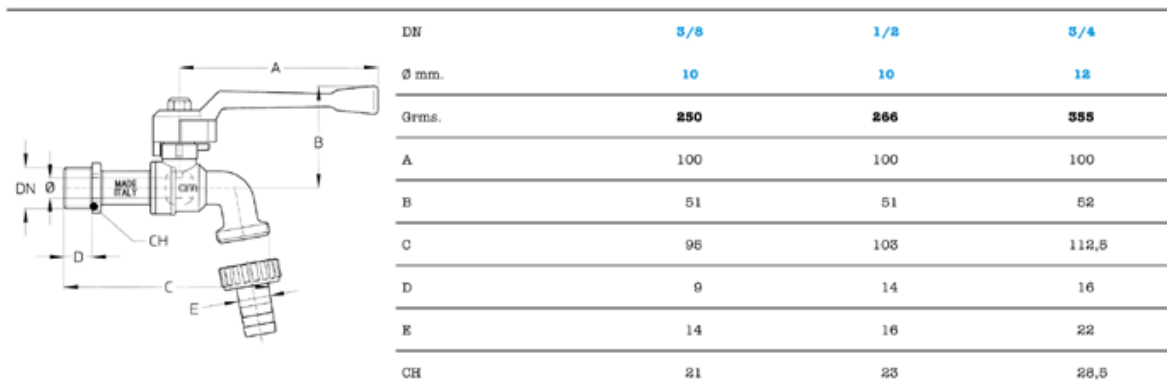 DN 3/8 1/2 3/4
Ø mm. 10 10 12
Grms. 250 266 355
A 100 100 100
B 51 51 52
C 95 103 112,5
D 9 14 16
E 14 16 22
CH 21 23 28,5
A
B
DN Ø
MADE
ITALY
CH
D
C
E